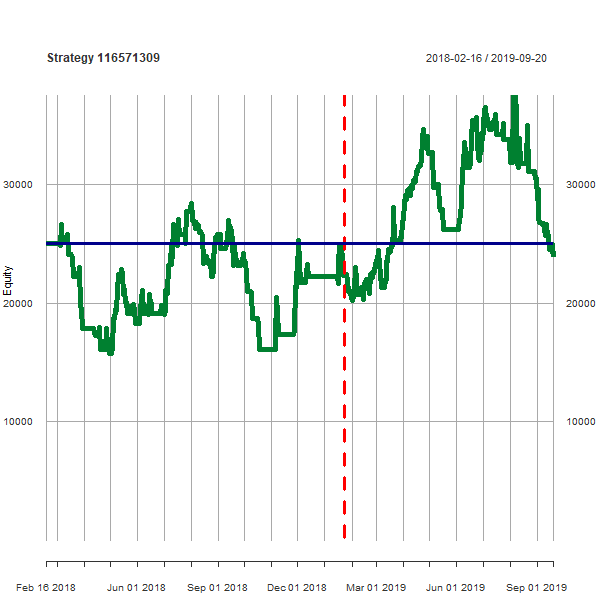 Strategy 116571309 2018-02-16 / 2019-09-20
30000 30000
Equity
20000 20000
10000 10000
Feb 16 2018 Jun 01 2018 Sep 01 2018 Dec 01 2018 Mar 01 2019 Jun 01 2019 Sep 01 2019